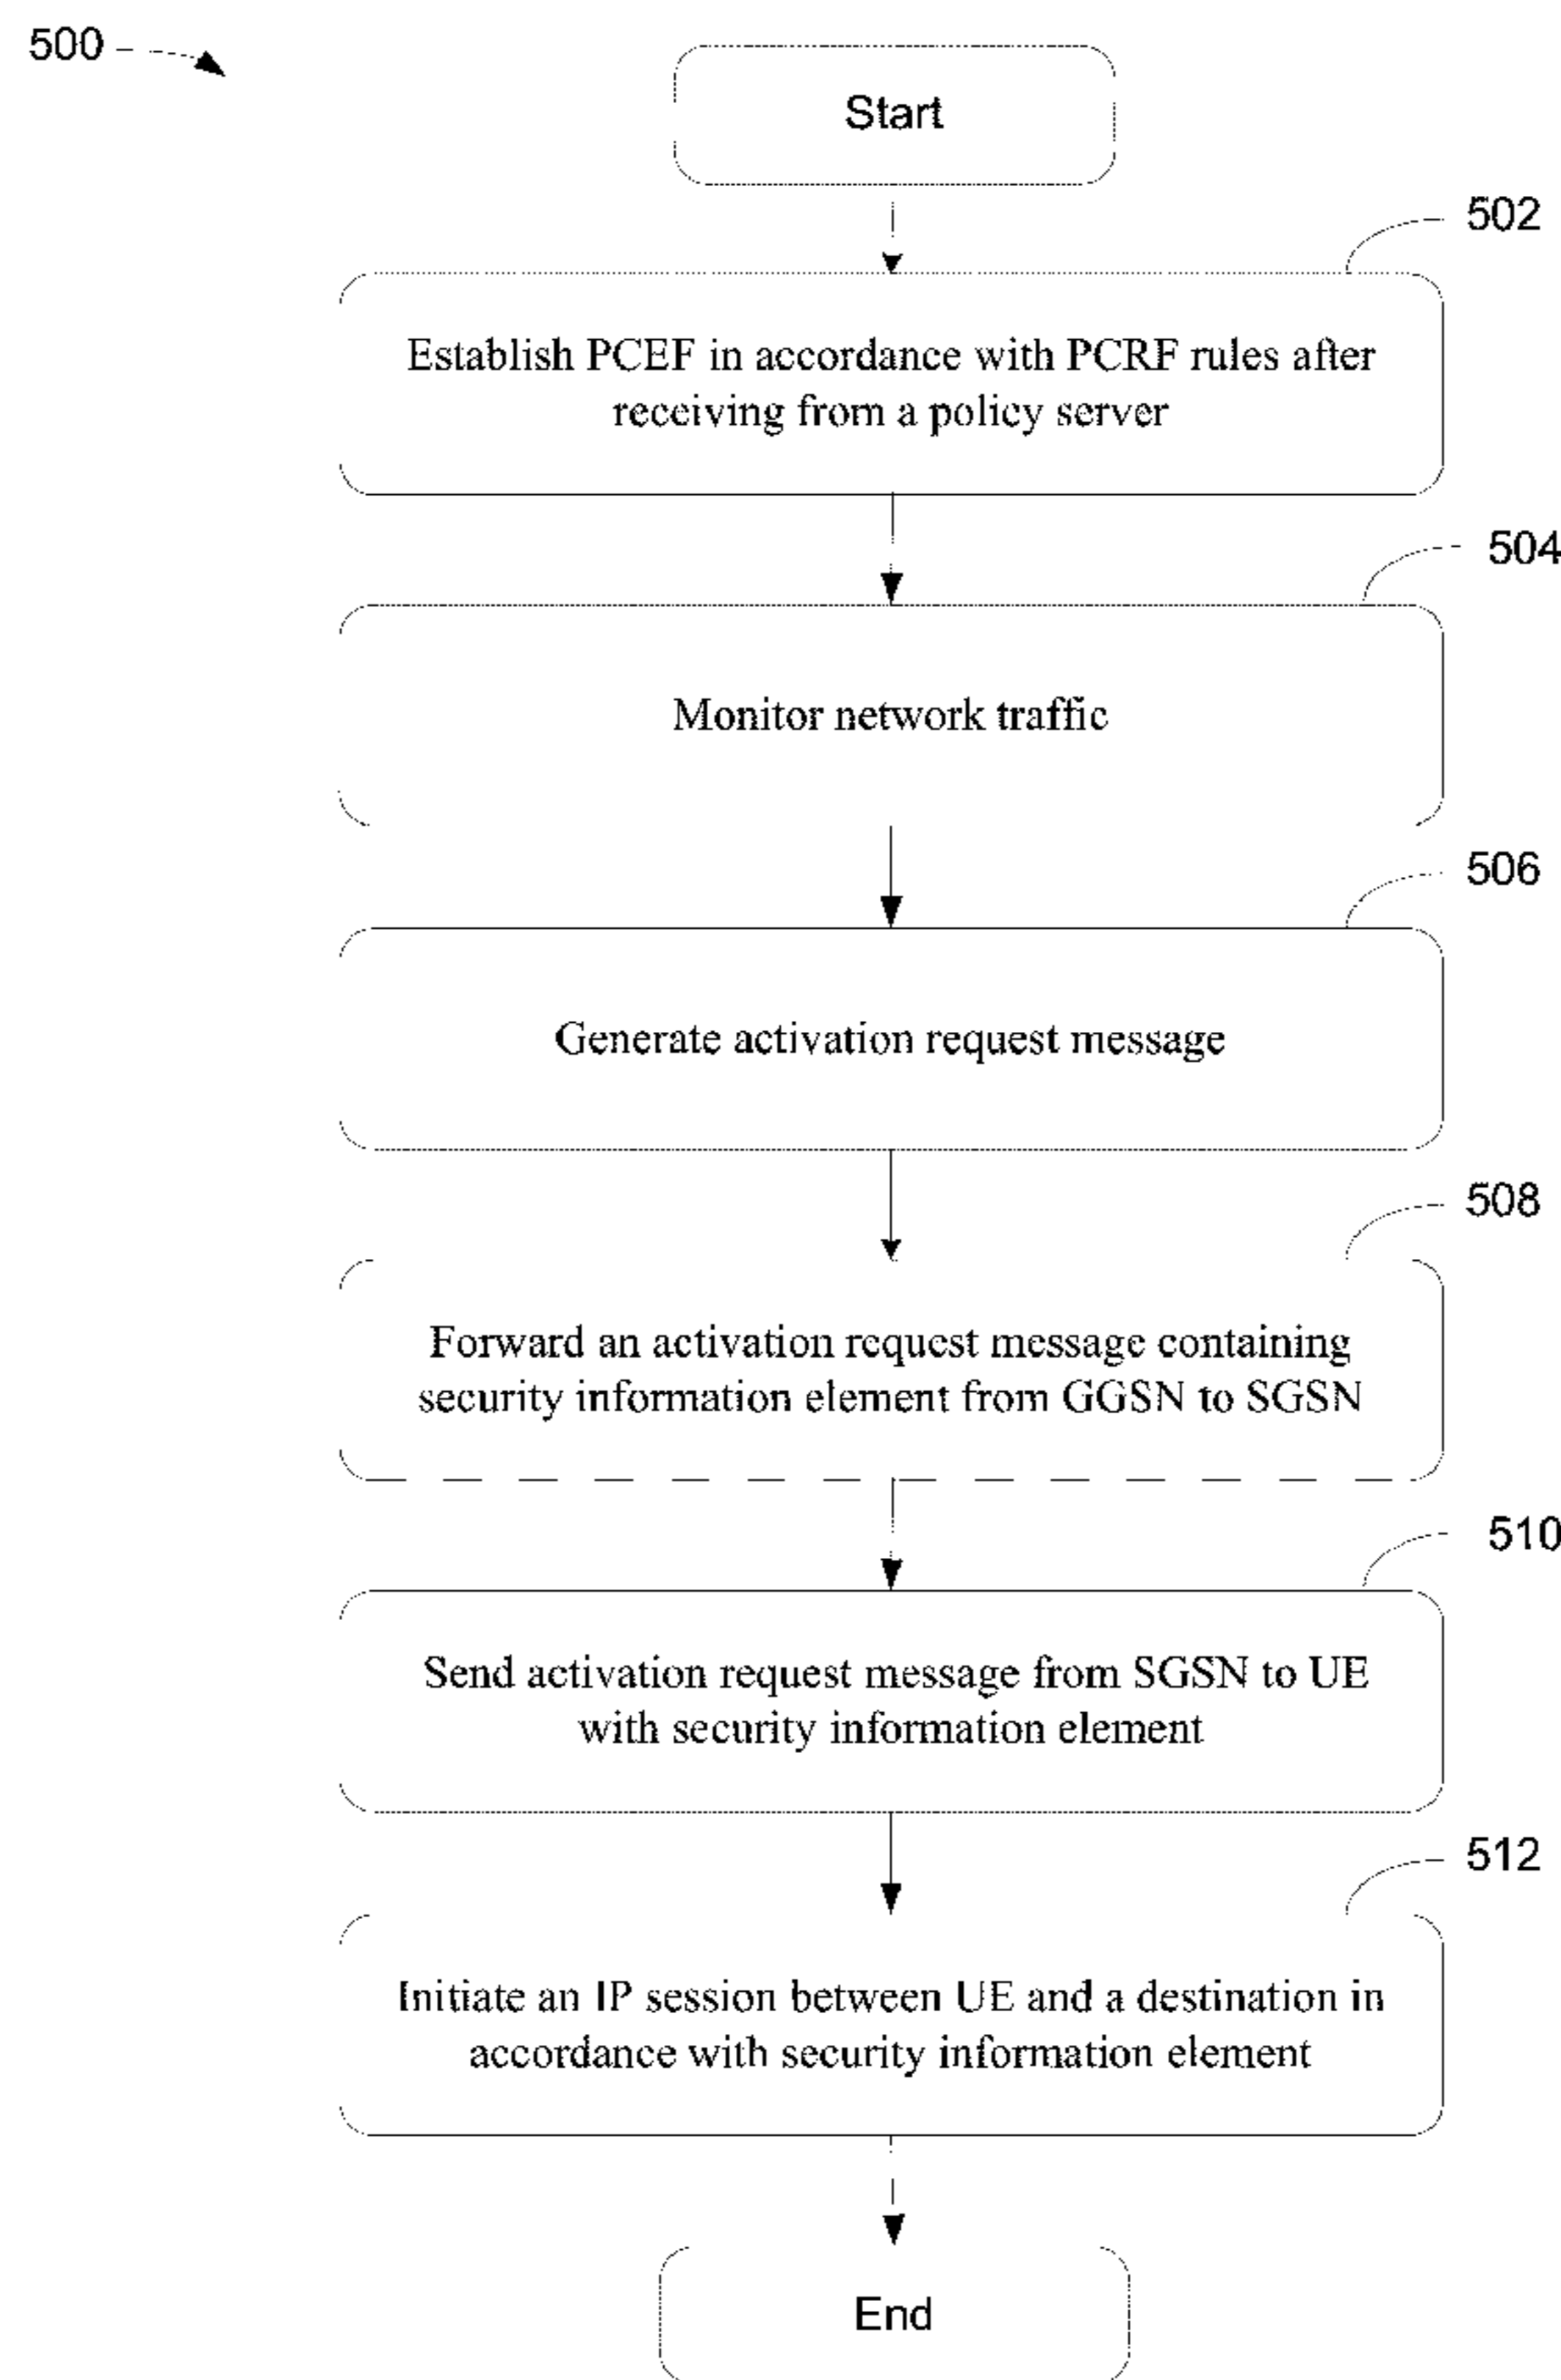 500
Start
502
Establish PCEF in accordance with PCRF rules after
receiving from a policy server
504
Monitor network traffic
506
Generate activation request message
508
Forward an activation request message containing
security information element from GGSN to SGSN
510
Send activation request message from SGSN to UE
with security information element
512
Initiate an IP session between UE and a destination in
accordance with security information element
End